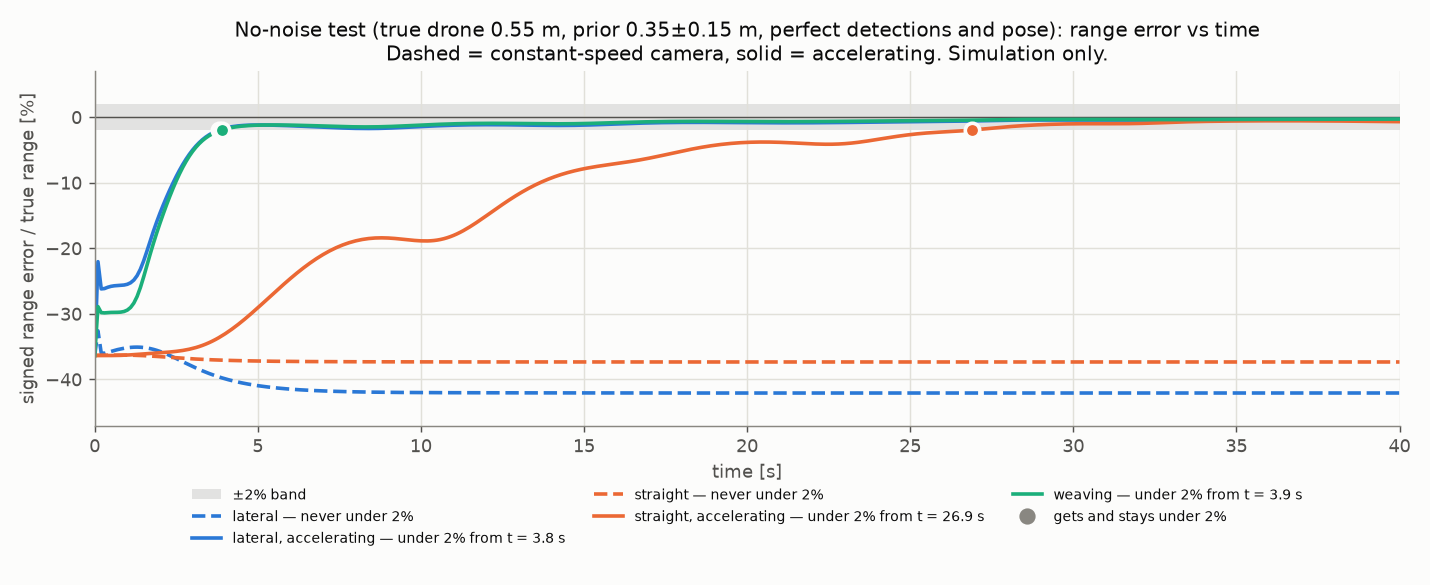 No-noise test (true drone 0.55 m, prior 0.35±0.15 m, perfect detections and pose): range error vs time
Dashed = constant-speed camera, solid = accelerating. Simulation only.
signed range error / true range [%]
0
−10
−20
−30
−40
0
5
10
15
20
25
30
35
40
time [s]
±2% band
lateral — never under 2%
lateral, accelerating — under 2% from t = 3.8 s
straight — never under 2%
straight, accelerating — under 2% from t = 26.9 s
weaving — under 2% from t = 3.9 s
gets and stays under 2%